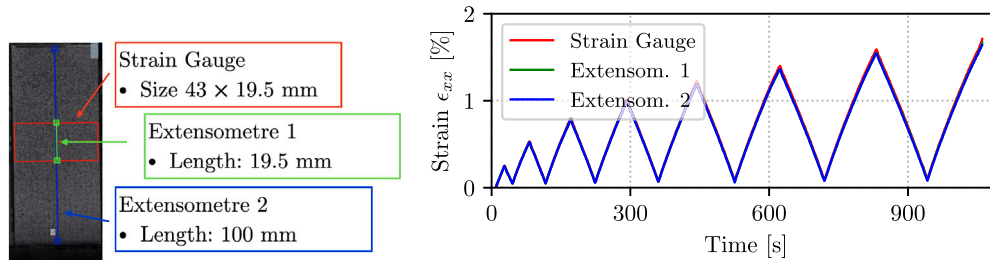 Strain Gauge
• Size 43 × 19.5 mm
Extensometre 1
• Length: 19.5 mm
Extensometre 2
• Length: 100 mm
Strain ϵxx [%]
2
1
0
Strain Gauge
Extensom. 1
Extensom. 2
0
300
600
900
Time [s]